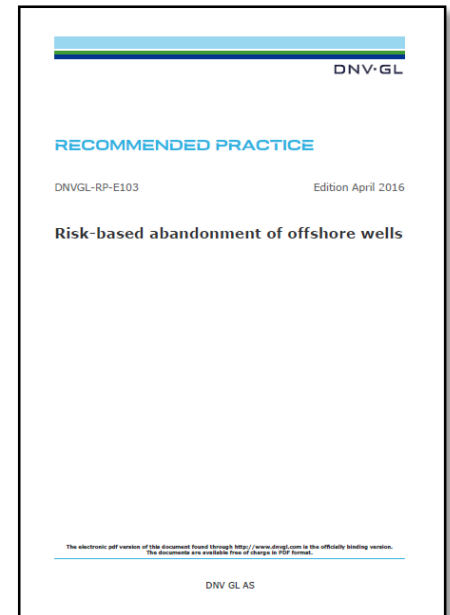 DNV·GL
RECOMMENDED PRACTICE
DNVGL-RP-E103 Edition April 2016
Risk-based abandonment of offshore wells
The electronic pdf version of this document found through http://www.dnvgl.com is the officially binding version.
The documents are available free of charge in PDF format.
DNV GL AS